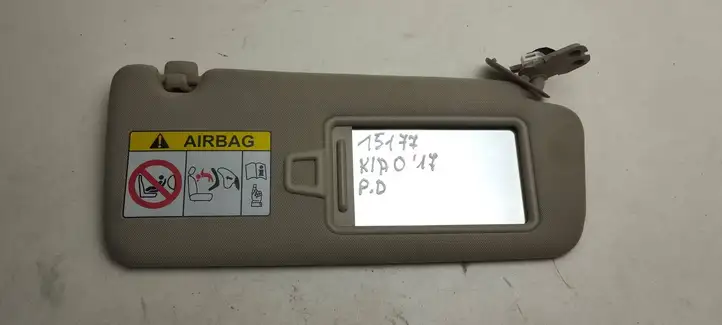 AIRBAG
15177
KIA O '17
P.D